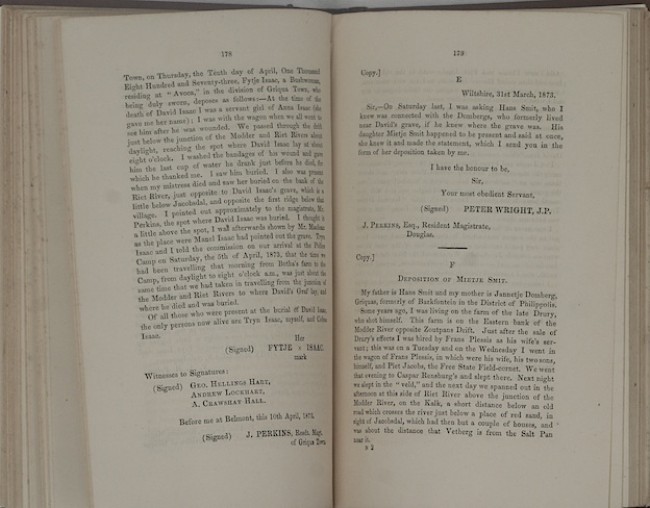 178
Town, on Thursday, the Tenth day of April, One Thousand
Eight Hundred and Seventy-three, Fytje Isaac, a Bushwoman,
residing at "Avoca," in the division of Griqua Town, who
being duly sworn, deposes as follows:—At the time of the
death of David Isaac I was a servant girl of Anna Isaac (she
gave me her name); I was with the wagon when we all went to
see him after he was wounded. We passed through the drift
just below the junction of the Modder and Riet Rivers about
daylight, reaching the spot where David Isaac lay at about
eight o'clock. I washed the bandages of his wound and gave
him the last cup of water he drank just before he died, for
which he thanked me. I saw him buried. I also was present
when my mistress died and saw her buried on the bank of the
Riet River, just opposite to David Isaac's grave, which is a
little below Jacobsdal, and opposite the first ridge below that
village. I pointed out approximately to the magistrate, Mr.
Perkins, the spot where David Isaac was buried. I thought it
a little above the spot, I was afterwards shown by Mr.
as the place were Manel Isaac had pointed out the grave. Tryn
Isaac and I told the commission on our arrival at the Police
Camp on Saturday, the 5th of April, 1873, that the time we
had been travelling that morning from Botha's farm to the
Camp, from daylight to eight o'clock a.m., was just about the
same time that we had taken in travelling from the junction of
the Modder and Riet Rivers to where David's Graf lay, and
where he died and was buried.
Of all those who were present at the burial of David Isaac,
the only persons now alive are Tryn Isaac, myself, and
Isaac.
Her
(Signed) FYTJE × ISAAC.
mark
Witnesses to Signatures:
(Signed) GEO. HELLINGS HART,
ANDREW LOCKHART,
A. CRAWSHAY HALL.
Before me at Belmont, this 10th April, 1873.
(Signed) J. PERKINS, Resdt. Magt.
of Griqua Town.
179
Copy.]
E
Wiltshire, 31st March, 1873.
Sir,—On Saturday last, I was asking Hans Smit, who I
knew was connected with the Dombergs, who formerly lived
near David's grave, if he knew where the grave was. His
daughter Mietje Smit happened to be present and said at once,
she knew it and made the statement, which I send you in the
form of her deposition taken by me.
I have the honour to be,
Sir,
Your most obedient Servant,
(Signed) PETER WRIGHT, J.P.
J. PERKINS, Esq., Resident Magistrate,
Douglas.
Copy.]
F
DEPOSITION OF MIETJE SMIT.
My father is Hans Smit and my mother is Jannetje Domberg,
Griquas, formerly of Barkfontein in the District of Philippolis.
Some years ago, I was living on the farm of the late Drury,
who shot himself. This farm is on the Eastern bank of the
Modder River opposite Zoutpans Drift. Just after the sale of
Drury's effects I was hired by Frans Plessis as his wife's ser-
vant; this was on a Tuesday and on the Wednesday I went in
the wagon of Frans Plessis, in which were his wife, his two sons,
himself, and Piet Jacobs, the Free State Field-cornet. We went
that evening to Caspar Rensburg's and slept there. Next night
we slept in the "veld," and the next day we spanned out in the
afternoon at this side of Riet River above the junction of the
Modder River, on the Kalk, a short distance below an old
road which crosses the river just below a place of red sand, in
sight of Jacobsdal, which had then but a couple of houses, and
was about the distance that Vetberg is from the Salt Pan
near it.
N 2